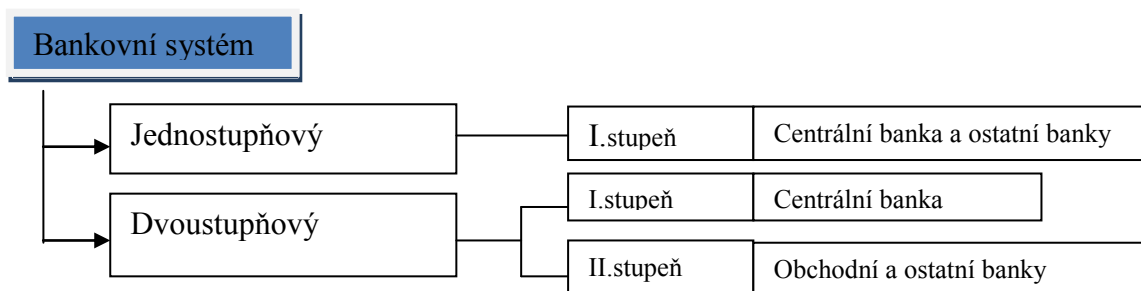 Bankovní systém
Jednostupňový
I.stupeň
Centrální banka a ostatní banky
Dvoustupňový
I.stupeň
Centrální banka
II.stupeň
Obchodní a ostatní banky